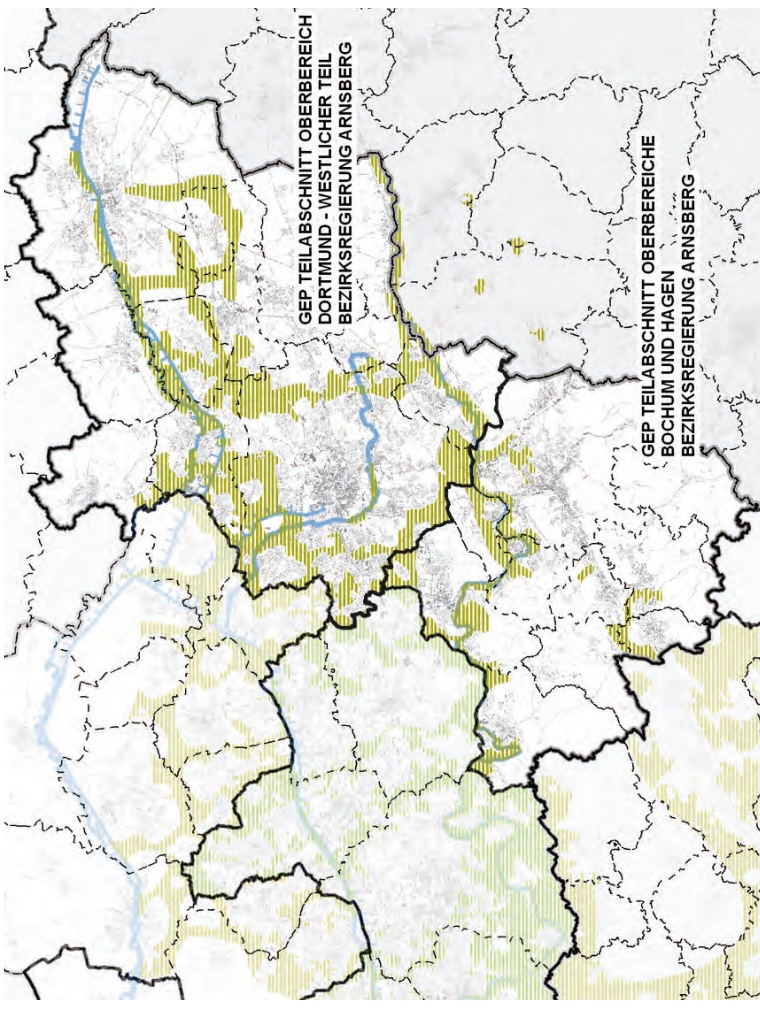 GEP TEILABSCHNITT OBERBEREICH
DORTMUND - WESTLICHER TEIL
BEZIRKSREGIERUNG ARNSBERG
GEP TEILABSCHNITT OBERBEREICHE
BOCHUM UND HAGEN
BEZIRKSREGIERUNG ARNSBERG